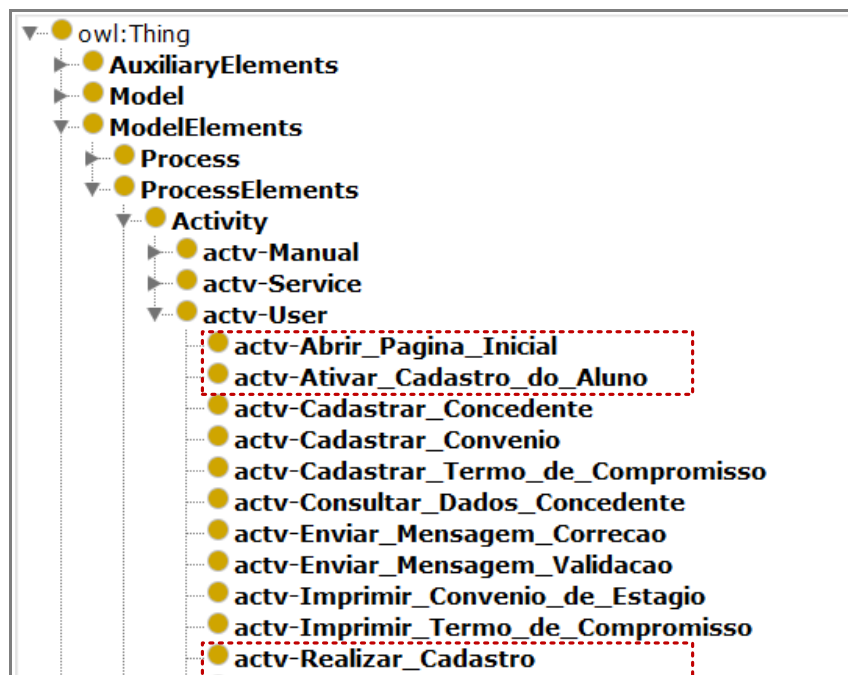 owl:Thing
AuxiliaryElements
Model
ModelElements
Process
ProcessElements
Activity
actv-Manual
actv-Service
actv-User
actv-Abrir_Pagina_Inicial
actv-Ativar_Cadastro_do_Aluno
actv-Cadastrar_Concedente
actv-Cadastrar_Convenio
actv-Cadastrar_Termo_de_Compromisso
actv-Consultar_Dados_Concedente
actv-Enviar_Mensagem_Correcao
actv-Enviar_Mensagem_Validacao
actv-Imprimir_Convenio_de_Estagio
actv-Imprimir_Termo_de_Compromisso
actv-Realizar_Cadastro